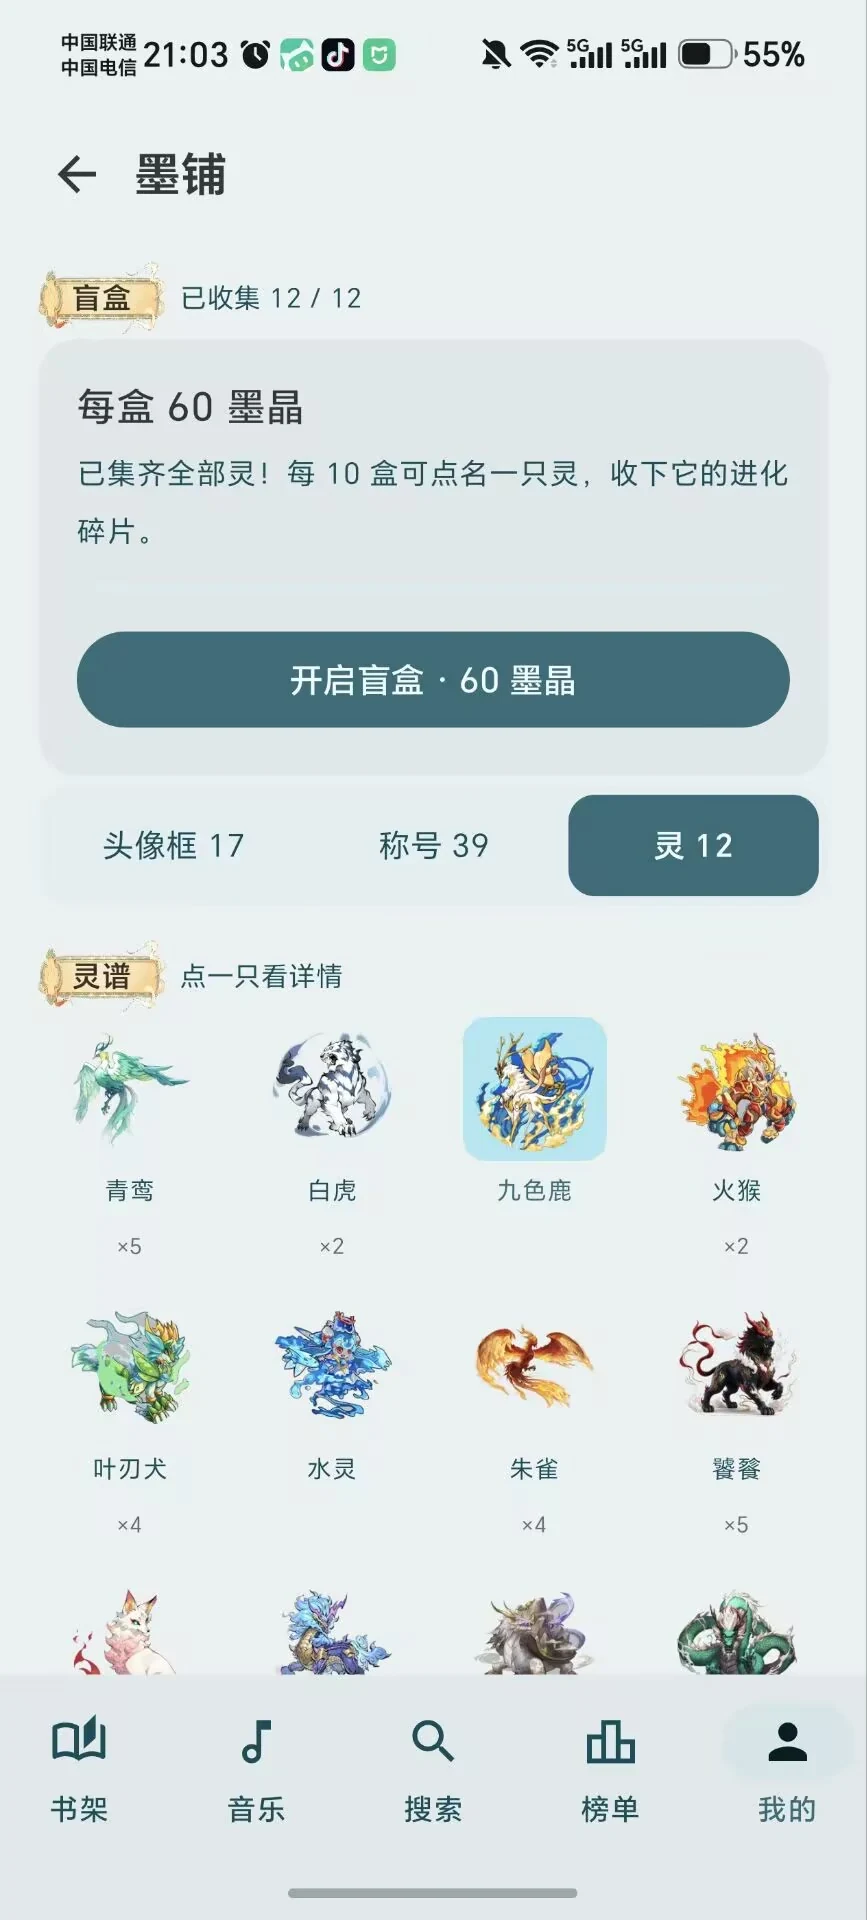 中国联通
中国电信
21:03
5G
5G
55%
墨铺
盲盒
已收集 12 / 12
每盒 60 墨晶
已集齐全部灵！每 10 盒可点名一只灵，收下它的进化
碎片。
开启盲盒 · 60 墨晶
头像框 17
称号 39
灵 12
灵谱
点一只看详情
青鸾
白虎
九色鹿
火猴
×5
×2
×2
叶刃犬
水灵
朱雀
饕餮
×4
×4
×5
书架
音乐
搜索
榜单
我的